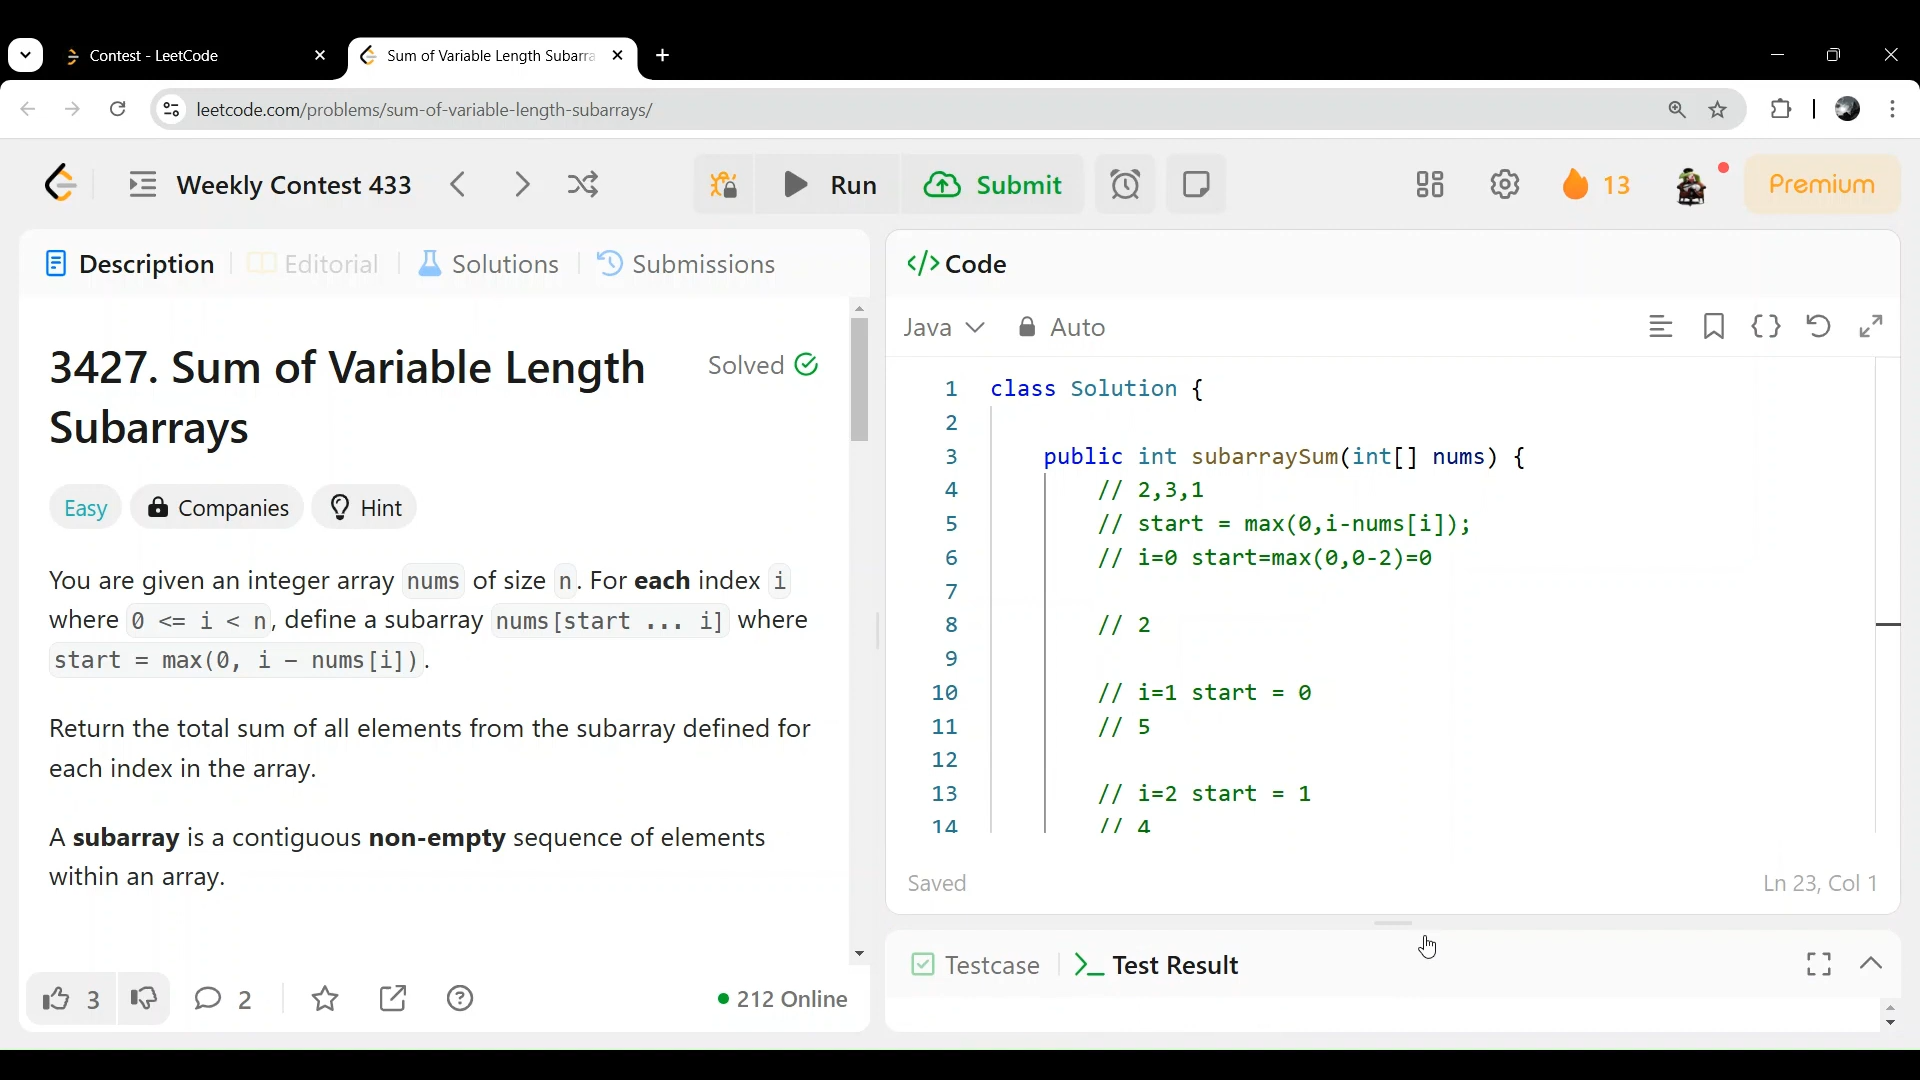 Contest - LeetCode
Sum of Variable Length Subarra
leetcode.com/problems/sum-of-variable-length-subarrays/
Weekly Contest 433
Run
Submit
13
Premium
Description
Editorial
Solutions
Submissions
3427. Sum of Variable Length
Subarrays
Solved
Easy
Companies
Hint
You are given an integer array nums of size n. For each index i
where 0 <= i < n, define a subarray nums[start ... i] where
start = max(0, i - nums[i]).
Return the total sum of all elements from the subarray defined for
each index in the array.
A subarray is a contiguous non-empty sequence of elements
within an array.
3
2
212 Online
</> Code
Java
Auto
1 class Solution {
2
3 public int subarraySum(int[] nums) {
4 // 2,3,1
5 // start = max(0,i-nums[i]);
6 // i=0 start=max(0,0-2)=0
7
8 // 2
9
10 // i=1 start = 0
11 // 5
12
13 // i=2 start = 1
14 // 4
Saved
Ln 23, Col 1
Testcase
Test Result